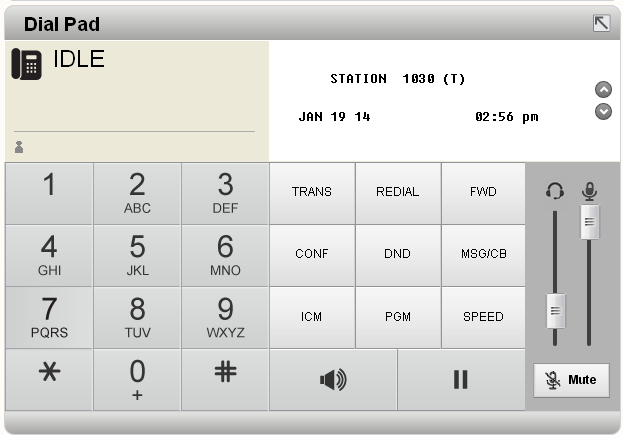 Dial Pad
IDLE
STATION 1030 (T)
JAN 19 14 02:56 pm
1 2 3 TRANS REDIAL FWD
ABC DEF
4 5 6 CONF DND MSG/CB
GHI JKL MNO
7 8 9 ICM PGM SPEED
PQRS TUV WXYZ
* 0 #
+
Mute